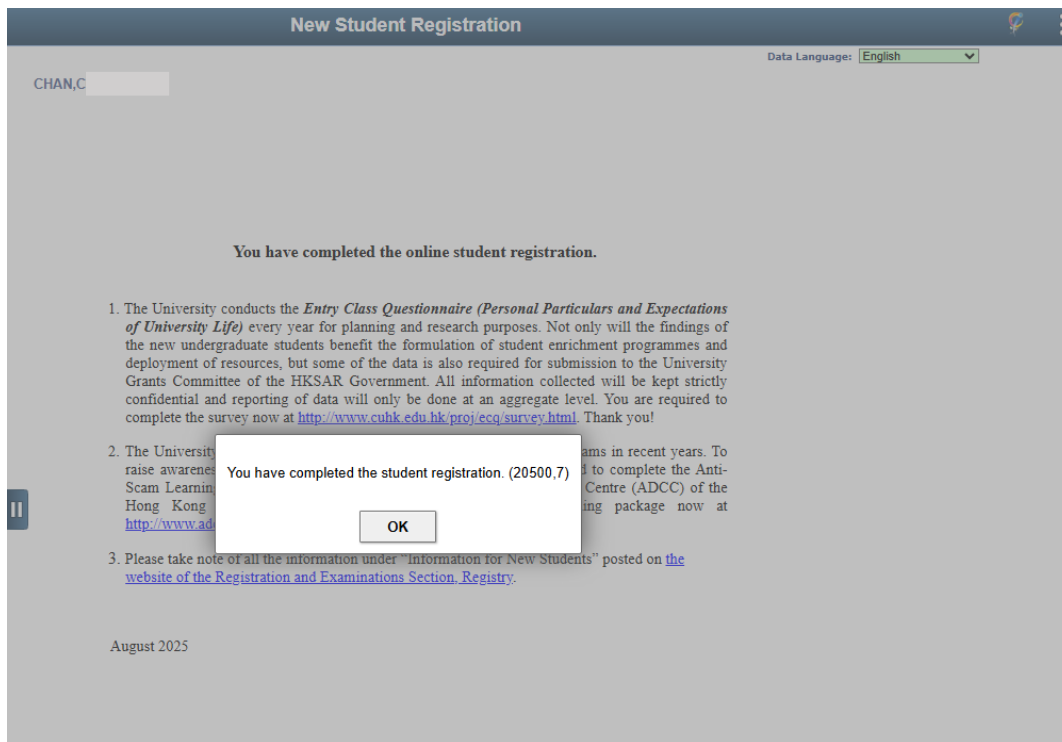 New Student Registration
Data Language: English
CHAN,C
You have completed the online student registration.
1. The University conducts the Entry Class Questionnaire (Personal Particulars and Expectations
of University Life) every year for planning and research purposes. Not only will the findings of
the new undergraduate students benefit the formulation of student enrichment programmes and
deployment of resources, but some of the data is also required for submission to the University
Grants Committee of the HKSAR Government. All information collected will be kept strictly
confidential and reporting of data will only be done at an aggregate level. You are required to
complete the survey now at http://www.cuhk.edu.hk/proj/ecq/survey.html. Thank you!
2. The University ams in recent years. To
raise awarenes d to complete the Anti-
Scam Learnin Centre (ADCC) of the
Hong Kong ing package now at
http://www.ad
You have completed the student registration. (20500,7)
OK
3. Please take note of all the information under “Information for New Students” posted on the
website of the Registration and Examinations Section, Registry.
August 2025